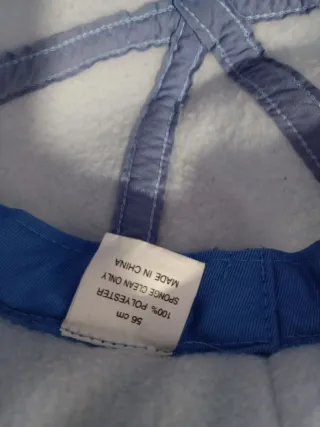 56 cm
100% POLYESTER
SPONGE CLEAN ONLY
MADE IN CHINA